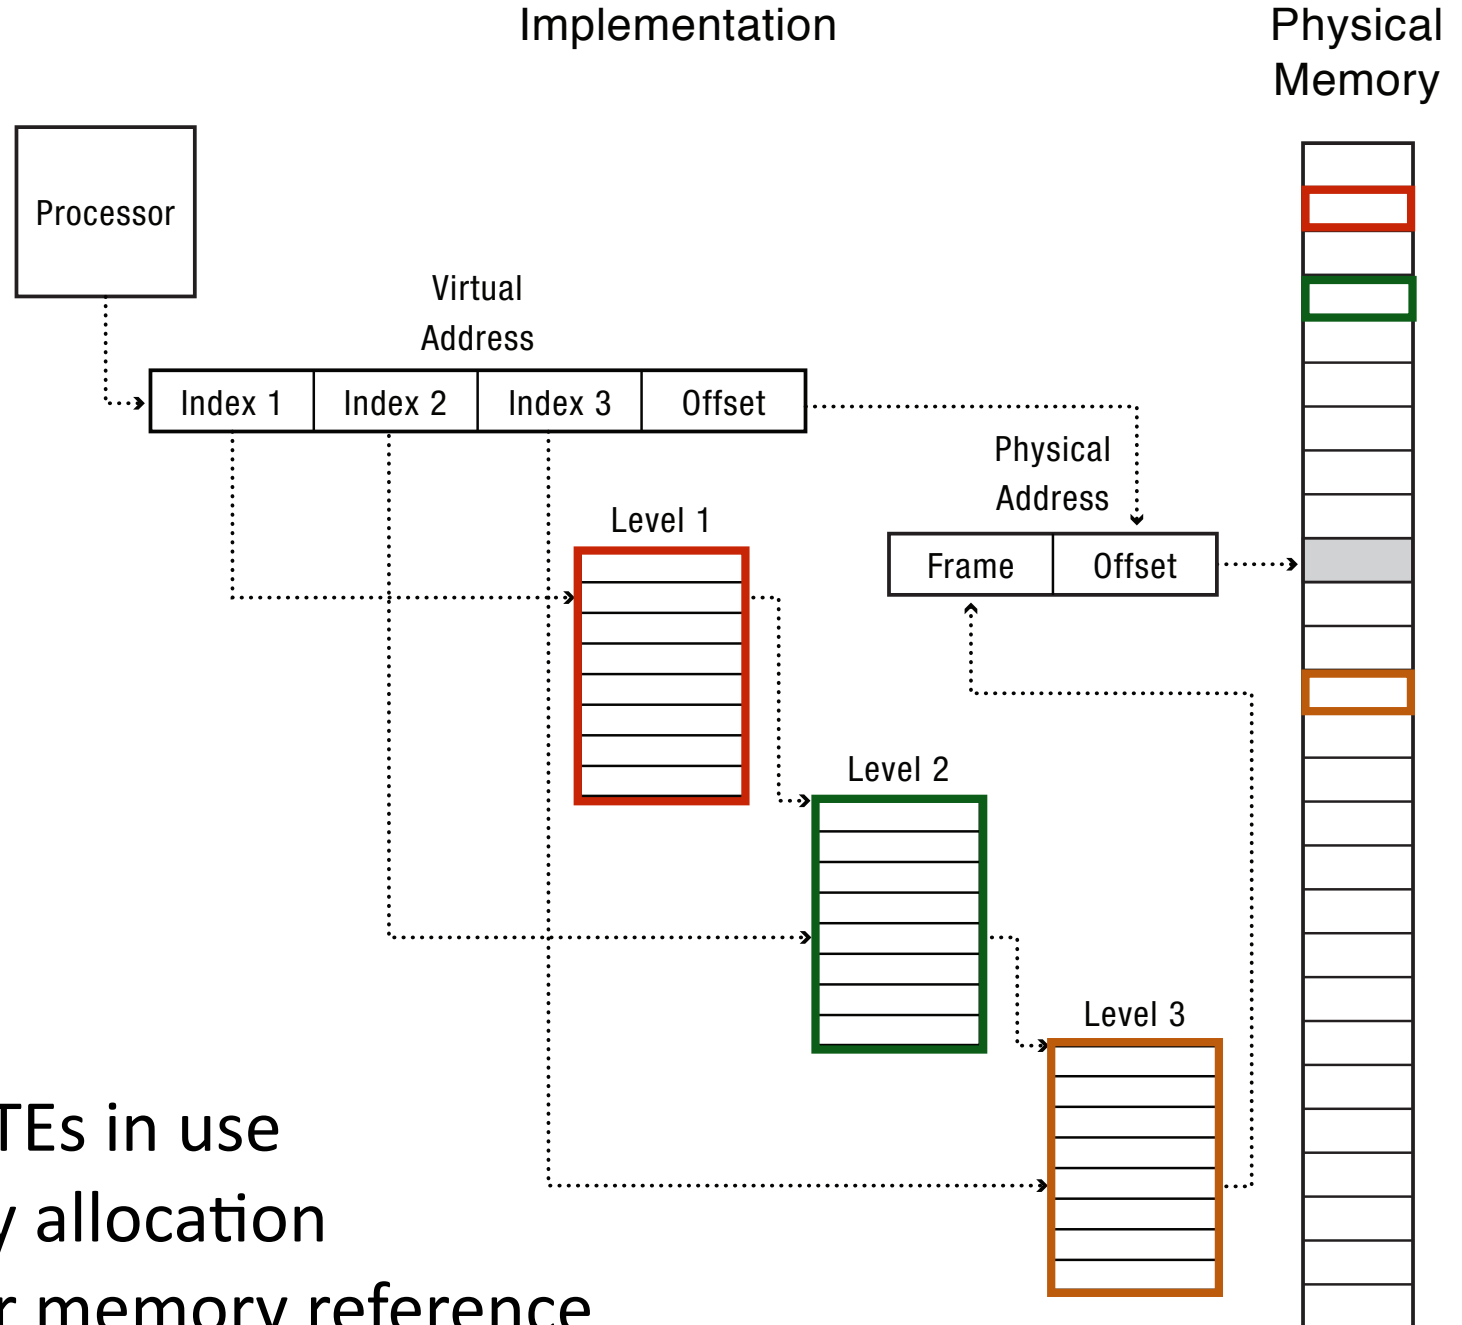 Implementation
Physical
Memory
Processor
Virtual
Address
Index 1 Index 2 Index 3 Offset
Physical
Address
Frame Offset
Level 1
Level 2
Level 3
TEs in use
y allocation
r memory reference